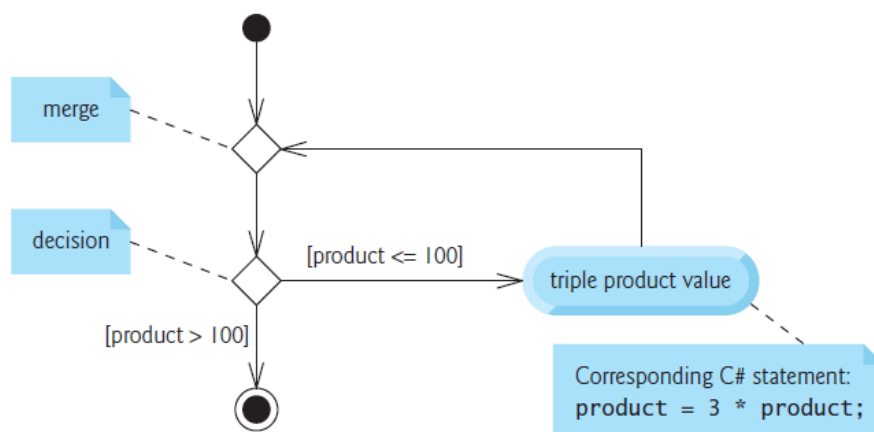 merge
decision
[product <= 100]
triple product value
[product > 100]
Corresponding C# statement:
product = 3 * product;